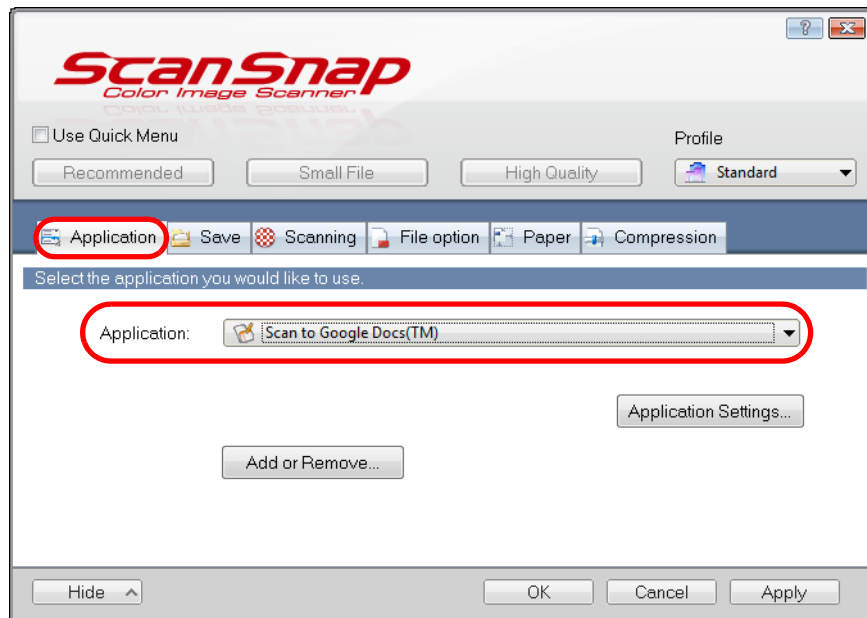 ScanSnap
Color Image Scanner
Use Quick Menu
Profile
Recommended Small File High Quality Standard
Application Save Scanning File option Paper Compression
Select the application you would like to use.
Application: Scan to Google Docs(TM)
Application Settings...
Add or Remove...
Hide OK Cancel Apply